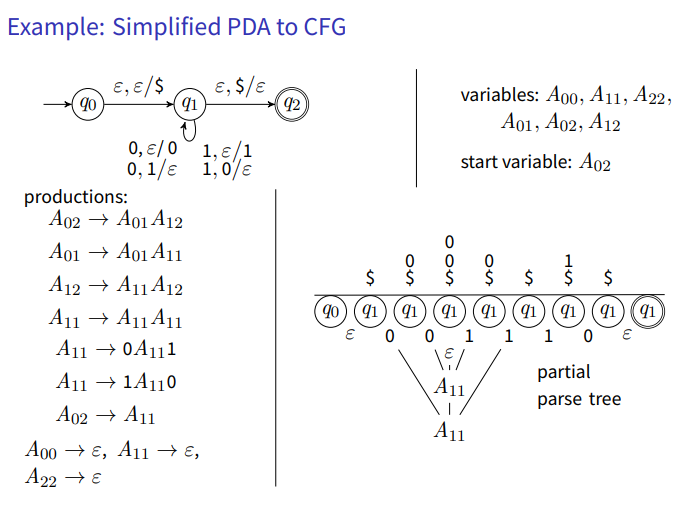 Example: Simplified PDA to CFG
q0
ε, ε/$
q1
ε, $/ε
q2
0, ε/0 1, ε/1
0, 1/ε 1, 0/ε
variables: A00, A11, A22,
A01, A02, A12
start variable: A02
productions:
A02 → A01A12
A01 → A01A11
A12 → A11A12
A11 → A11A11
A11 → 0A111
A11 → 1A110
A02 → A11
A00 → ε, A11 → ε,
A22 → ε
0
0 0 0 1
$ $ $ $ $ $ $
q0 q1 q1 q1 q1 q1 q1 q1 q1
ε 0 0 1 1 1 0 ε
ε
A11
A11
partial
parse tree